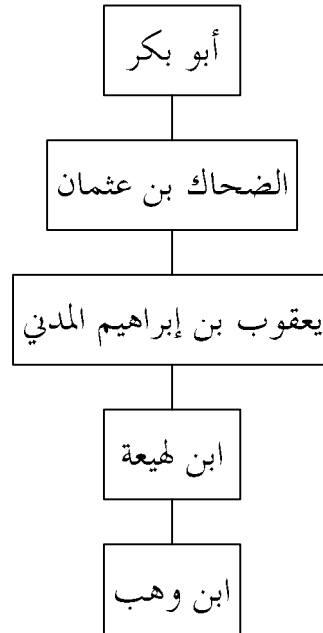 أبو بكر
الضحاك بن عثمان
يعقوب بن إبراهيم المدني
ابن لهيعة
ابن وهب